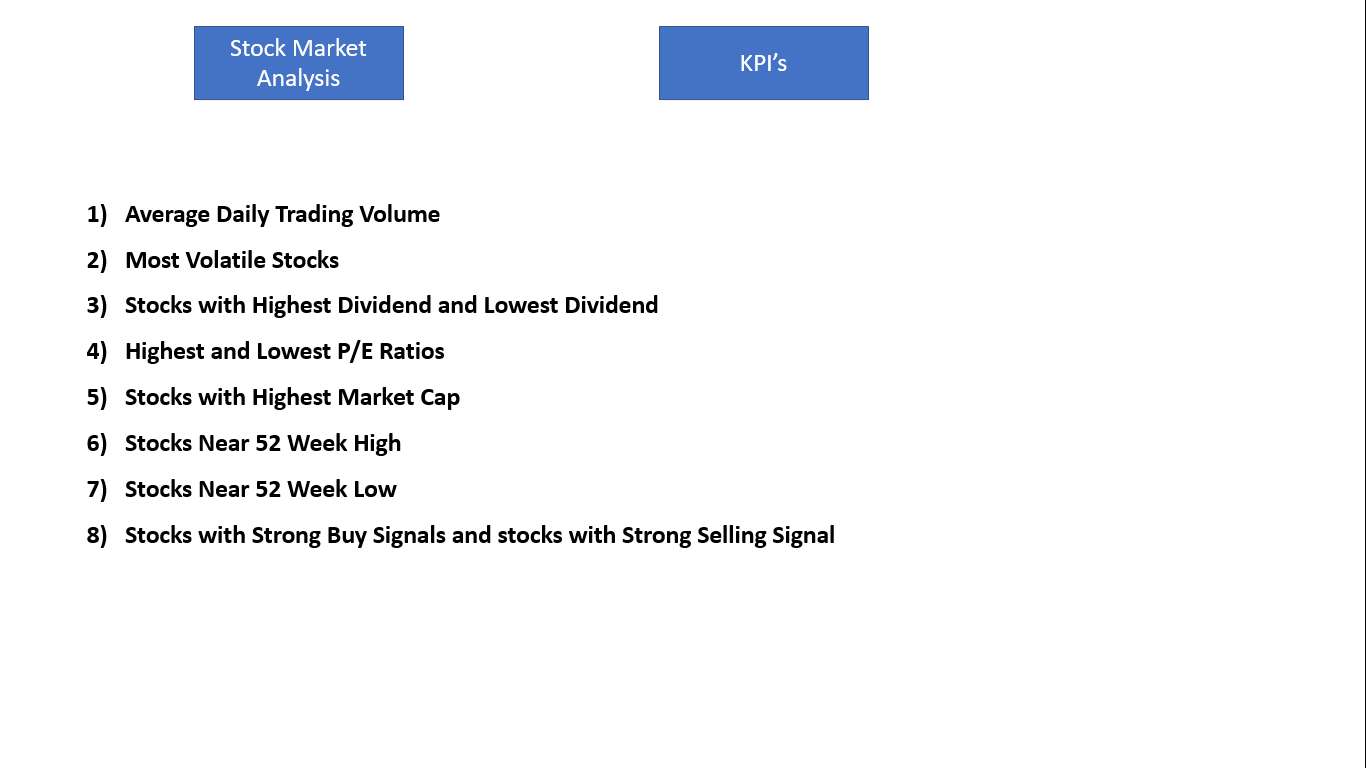 Stock Market
Analysis
KPI’s
1) Average Daily Trading Volume
2) Most Volatile Stocks
3) Stocks with Highest Dividend and Lowest Dividend
4) Highest and Lowest P/E Ratios
5) Stocks with Highest Market Cap
6) Stocks Near 52 Week High
7) Stocks Near 52 Week Low
8) Stocks with Strong Buy Signals and stocks with Strong Selling Signal